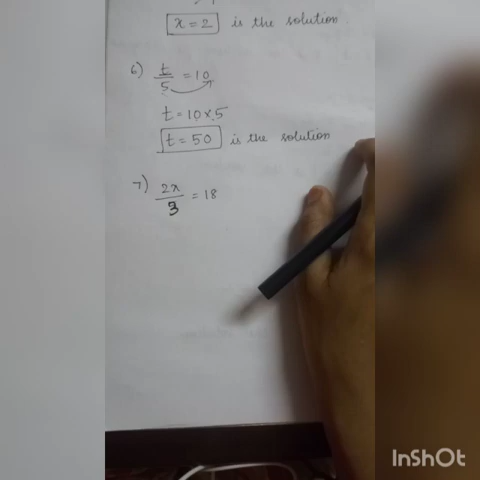 x = 2 is the solution
6) t/5 = 10
t = 10 x 5
t = 50 is the solution
7) 2x/3 = 18
InShOt